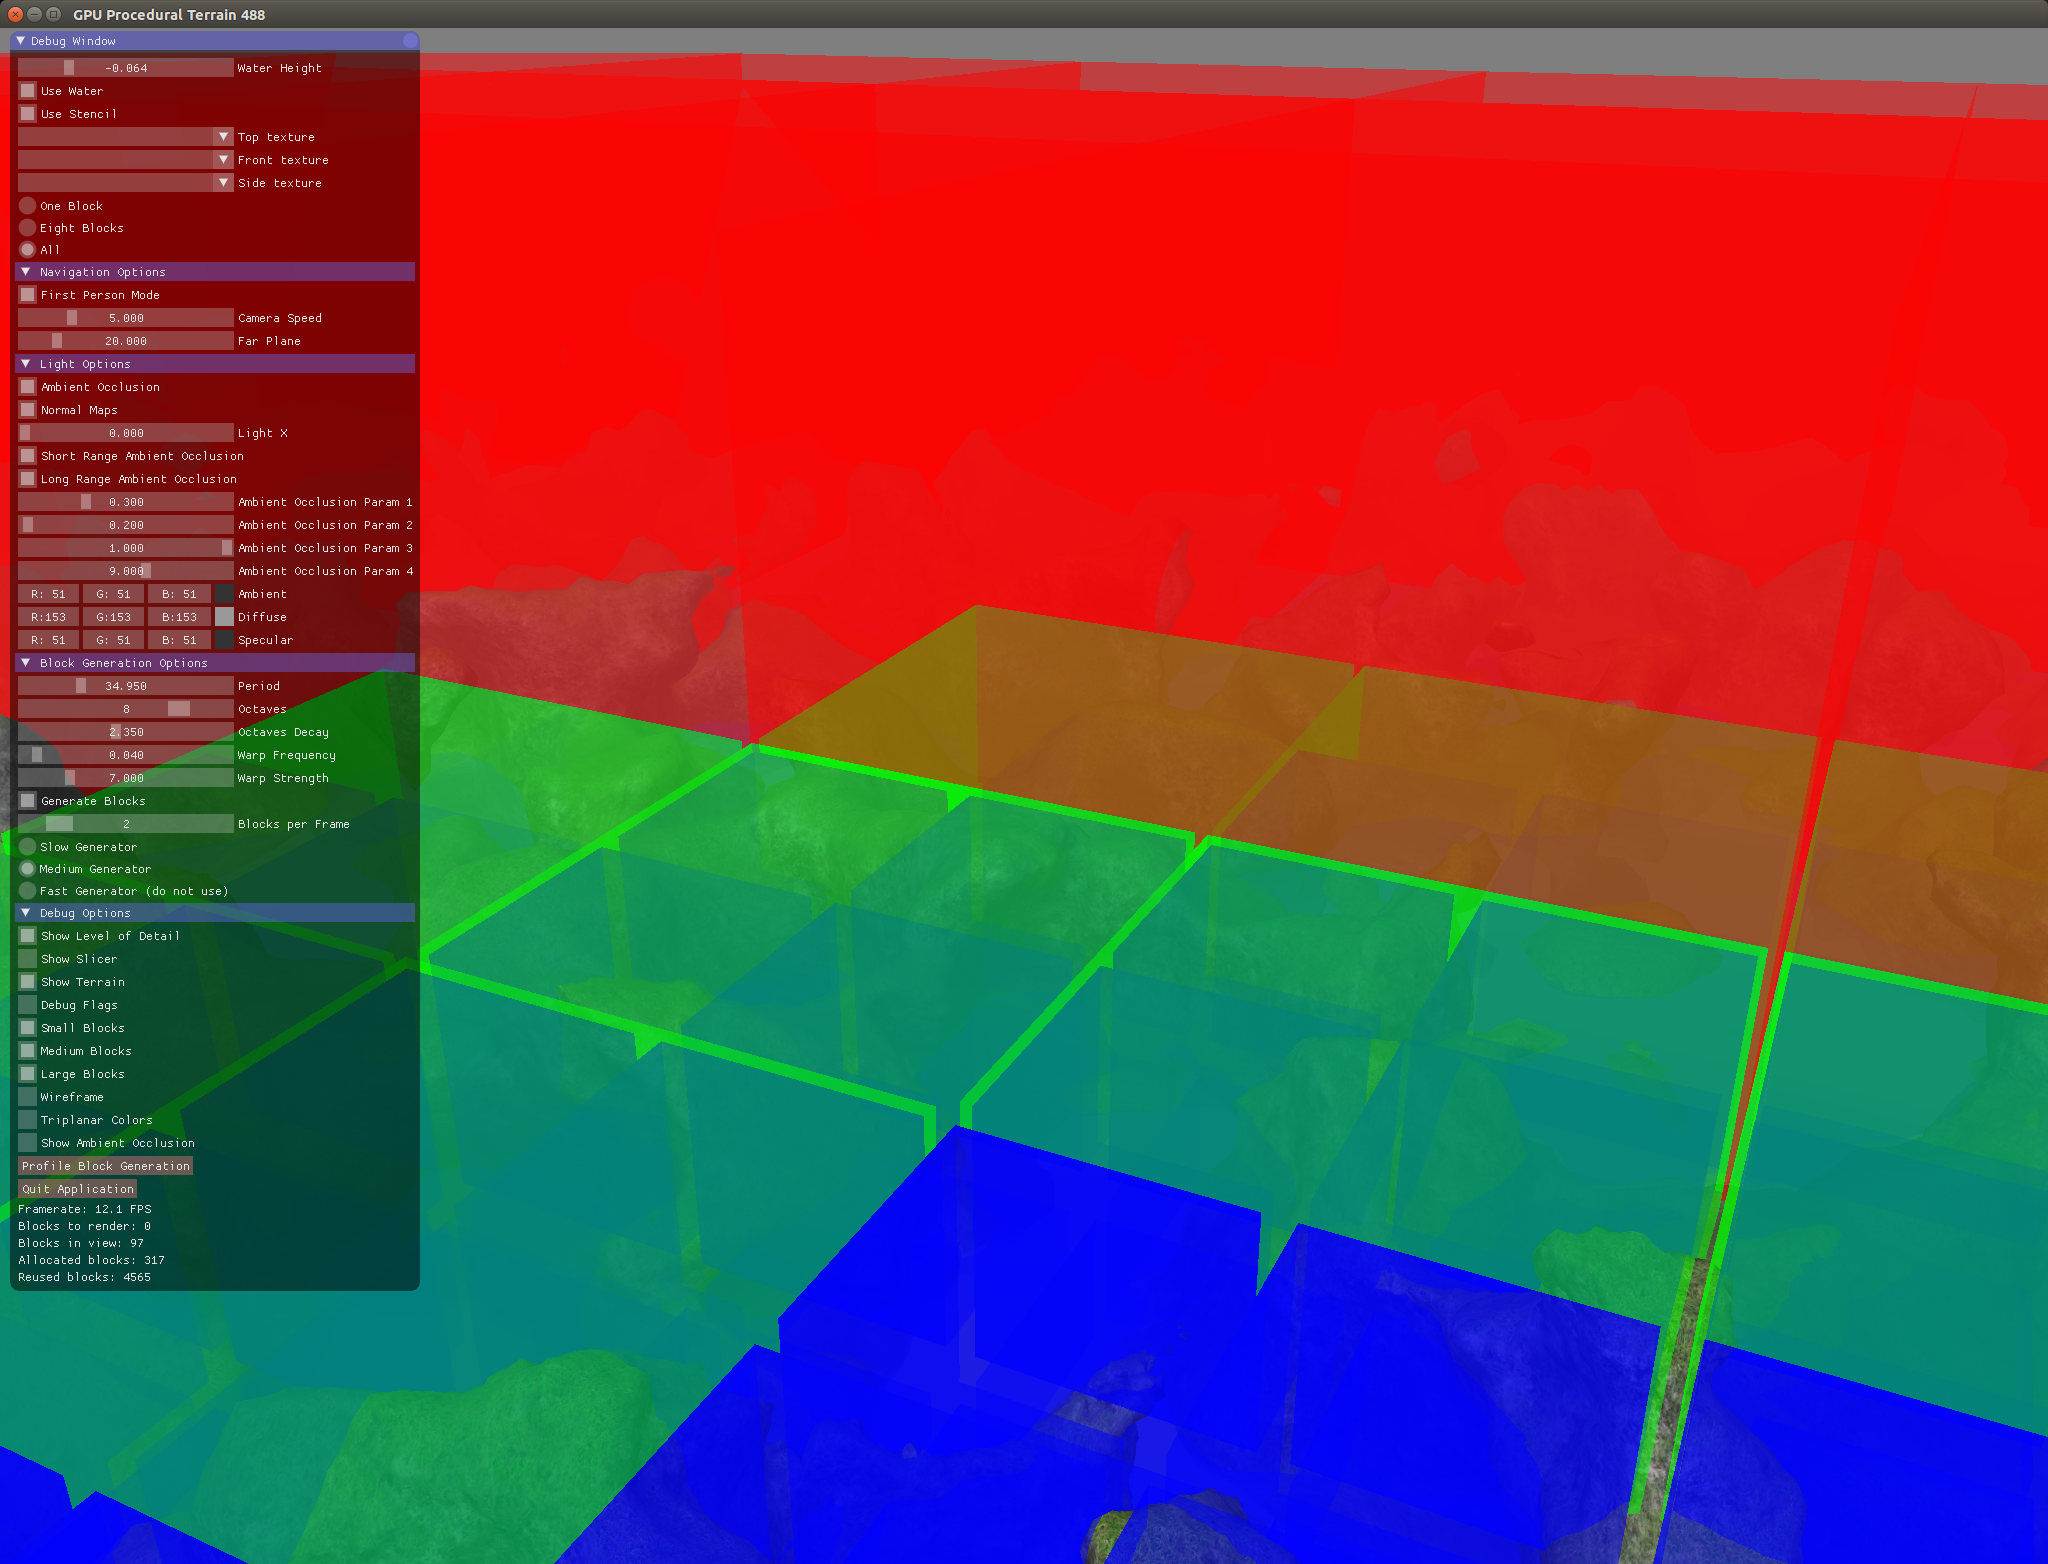 GPU Procedural Terrain 488
Debug Window
-0.064 Water Height
Use Water
Use Stencil
Top texture
Front texture
Side texture
One Block
Eight Blocks
All
Navigation Options
First Person Mode
5.000 Camera Speed
20.000 Far Plane
Light Options
Ambient Occlusion
Normal Maps
0.000 Light X
Short Range Ambient Occlusion
Long Range Ambient Occlusion
0.300 Ambient Occlusion Param 1
0.200 Ambient Occlusion Param 2
1.000 Ambient Occlusion Param 3
9.000 Ambient Occlusion Param 4
R: 51 G: 51 B: 51 Ambient
R:153 G:153 B:153 Diffuse
R: 51 G: 51 B: 51 Specular
Block Generation Options
34.950 Period
8 Octaves
2.350 Octaves Decay
0.040 Warp Frequency
7.000 Warp Strength
Generate Blocks
2 Blocks per Frame
Slow Generator
Medium Generator
Fast Generator (do not use)
Debug Options
Show Level of Detail
Show Slicer
Show Terrain
Debug Flags
Small Blocks
Medium Blocks
Large Blocks
Wireframe
Triplanar Colors
Show Ambient Occlusion
Profile Block Generation
Quit Application
Framerate: 12.1 FPS
Blocks to render: 0
Blocks in view: 97
Allocated blocks: 317
Reused blocks: 4565